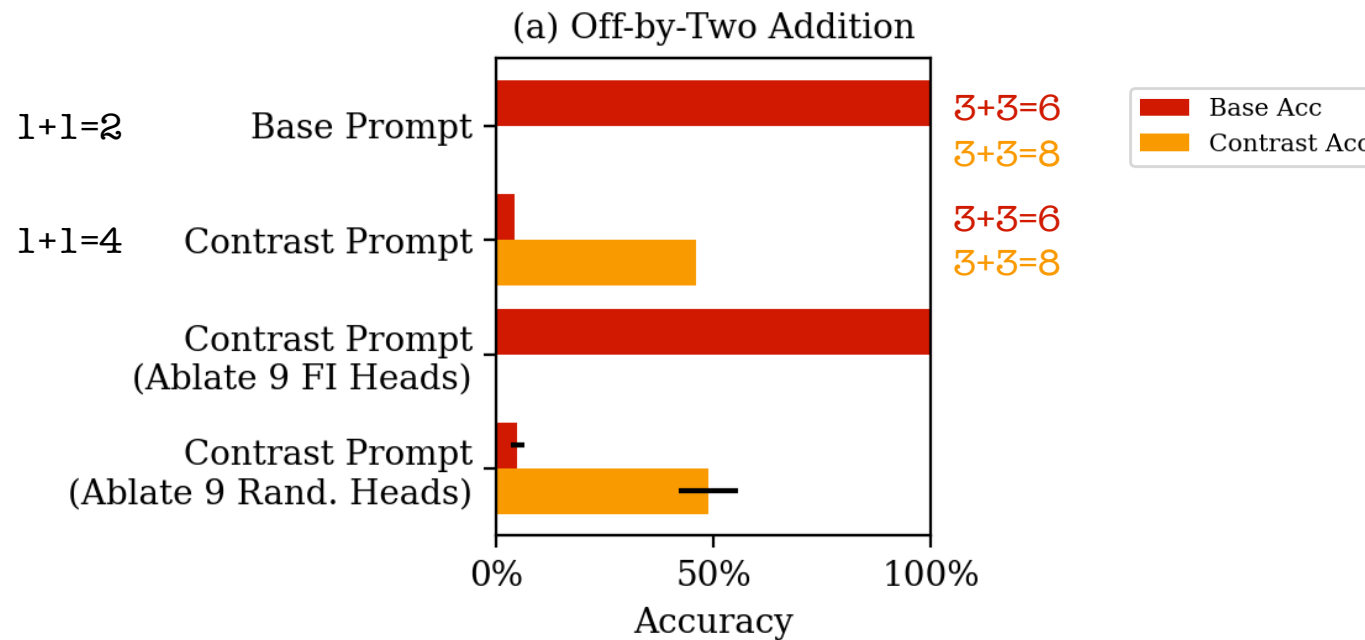 (a) Off-by-Two Addition
1+1=2
Base Prompt
3+3=6
3+3=8
Base Acc
Contrast Acc
1+1=4
Contrast Prompt
3+3=6
3+3=8
Contrast Prompt
(Ablate 9 FI Heads)
Contrast Prompt
(Ablate 9 Rand. Heads)
0%
50%
100%
Accuracy